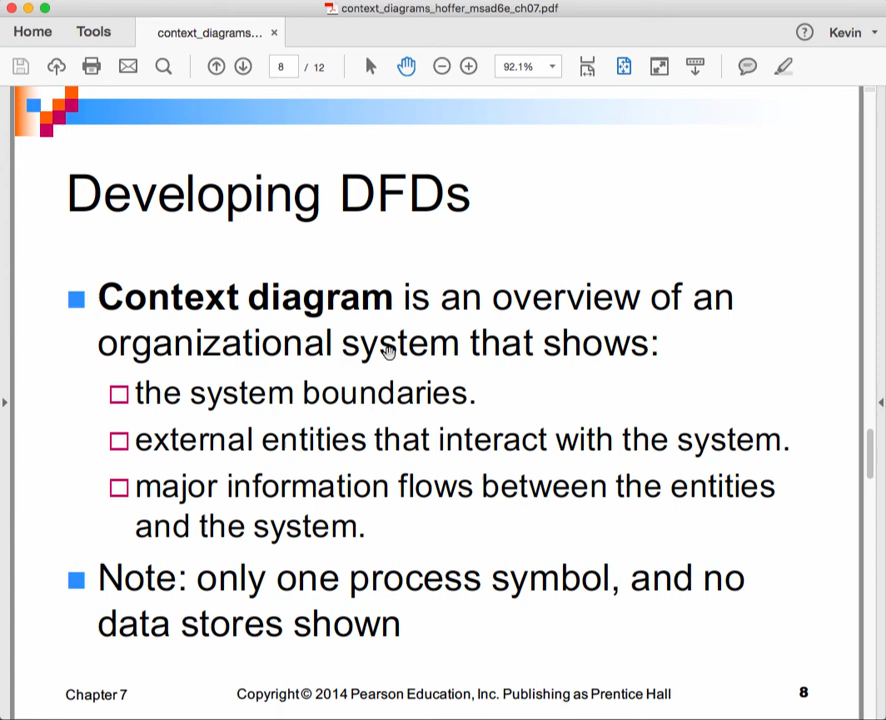 context_diagrams_hoffer_msad6e_ch07.pdf
Home Tools context_diagrams... × ? Kevin
8 / 12 92.1%
Developing DFDs
Context diagram is an overview of an
organizational system that shows:
the system boundaries.
external entities that interact with the system.
major information flows between the entities
and the system.
Note: only one process symbol, and no
data stores shown
Chapter 7 Copyright © 2014 Pearson Education, Inc. Publishing as Prentice Hall 8